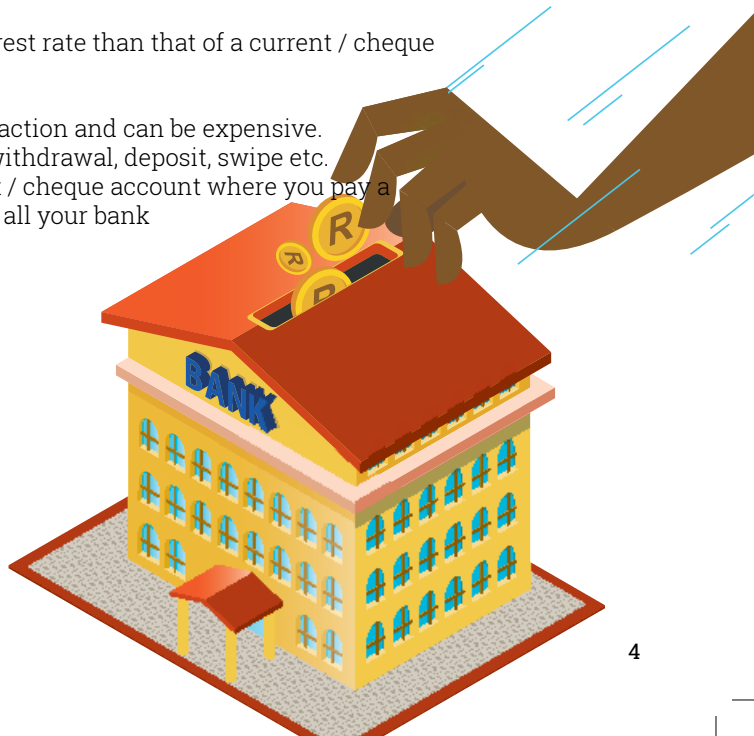 rest rate than that of a current / cheque
action and can be expensive.
withdrawal, deposit, swipe etc.
/ cheque account where you pay a
all your bank
R
R
R
BANK
4